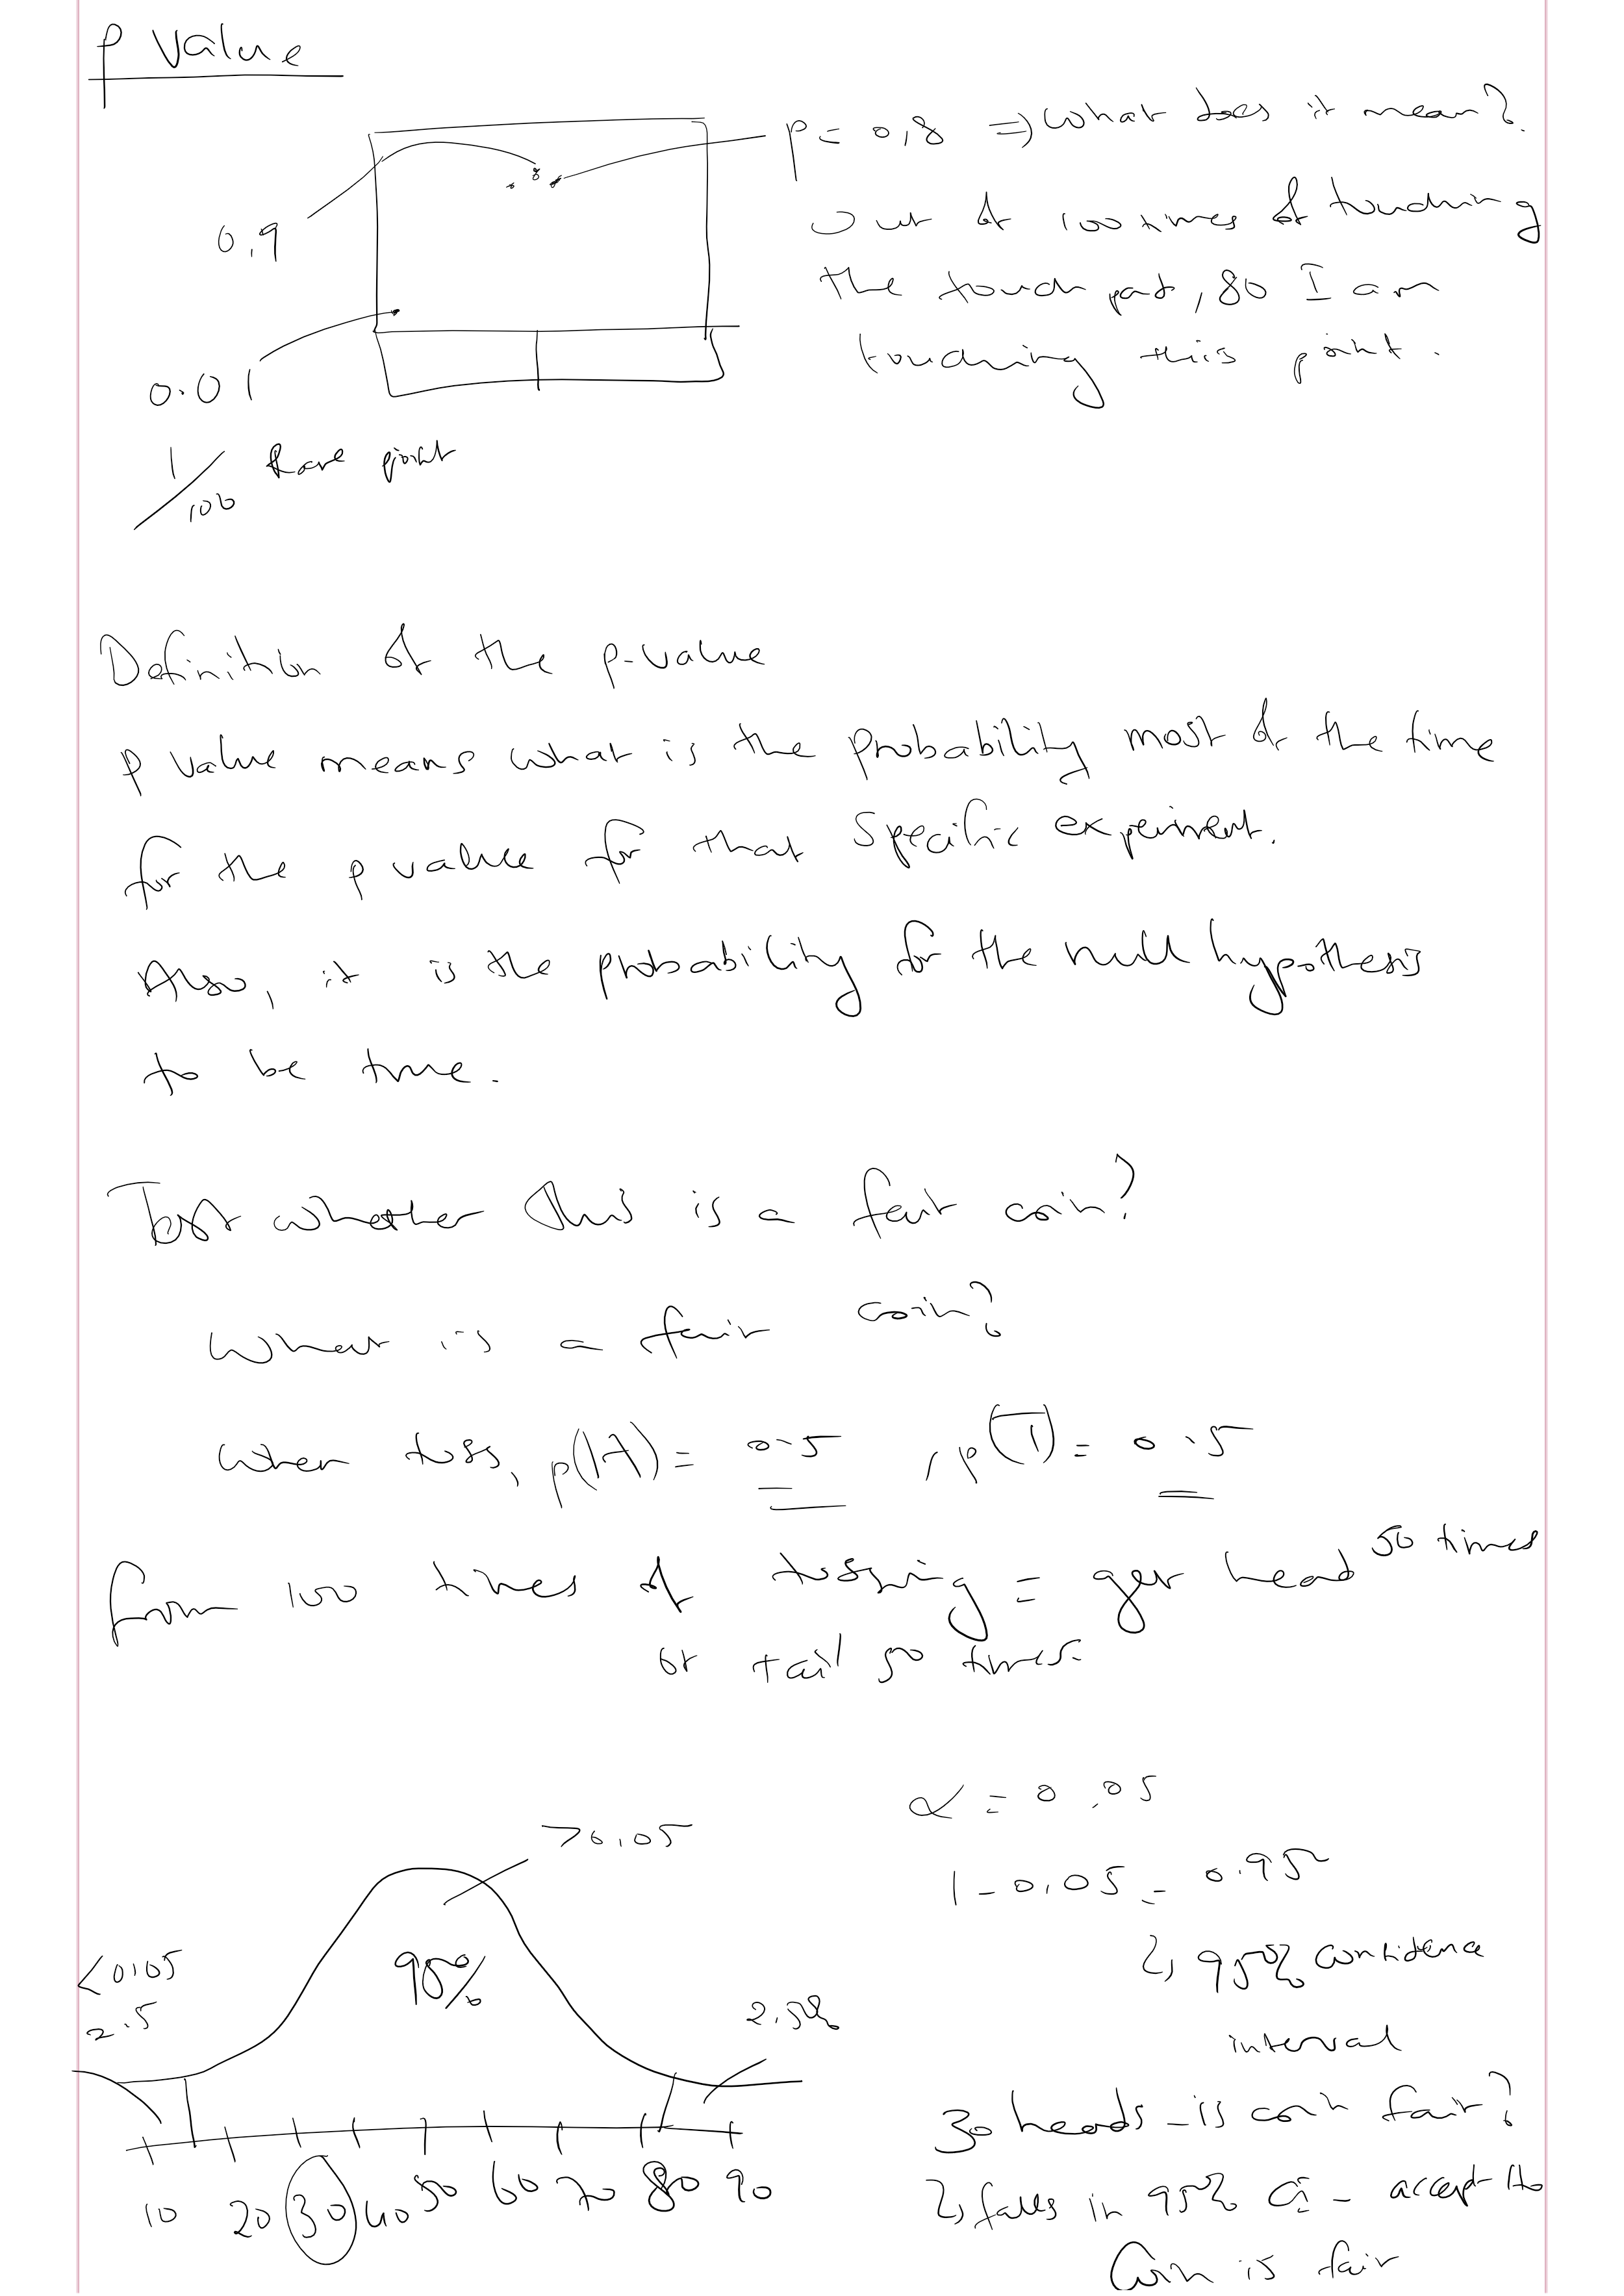 p value
p = 0,8 => What does it mean?
Out of 100 times of touching
0,9
the touch pad, 80 I am
touching this point.
0.01
1/100 Rare point
Definition of the p-value
p value means what is the probability most of the time
for the p value for that specific experiment.
Also, it is the probability for the null hypothesis
to be true.
Test whether this is a fair coin?
What is a fair coin?
When toss, p(H) = 0.5 , p(T) = 0.5
from 100 times of tossing = get head 50 times
or tail 50 times.
α = 0.05
>0,05
1 - 0,05 = 0.95
<0,05
95%
↳ 95% confidence
2.5
2.5%
interval
30 heads - is coin fair?
10 20 30 40 50 60 70 80 90
↳ falls in 95% CI - accept Ho
Coin is fair